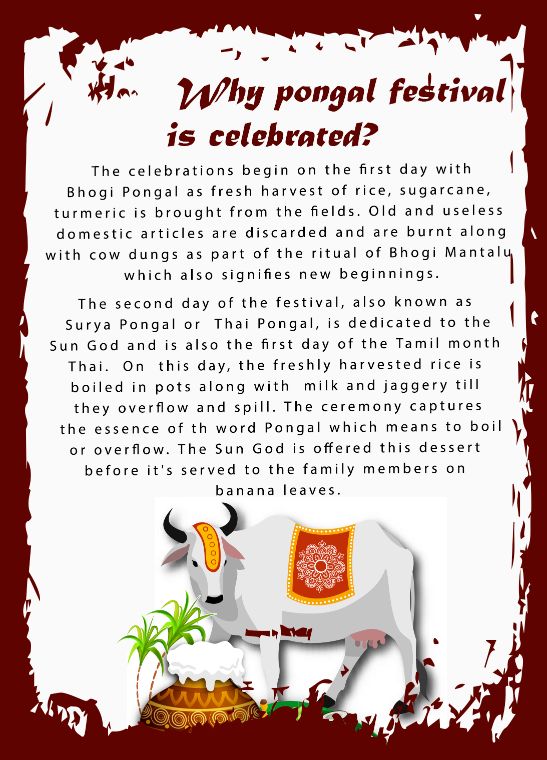 Why pongal festival
is celebrated?
The celebrations begin on the first day with
Bhogi Pongal as fresh harvest of rice, sugarcane,
turmeric is brought from the fields. Old and useless
domestic articles are discarded and are burnt along
with cow dungs as part of the ritual of Bhogi Mantalu
which also signifies new beginnings.
The second day of the festival, also known as
Surya Pongal or Thai Pongal, is dedicated to the
Sun God and is also the first day of the Tamil month
Thai. On this day, the freshly harvested rice is
boiled in pots along with milk and jaggery till
they overflow and spill. The ceremony captures
the essence of th word Pongal which means to boil
or overflow. The Sun God is offered this dessert
before it's served to the family members on
banana leaves.